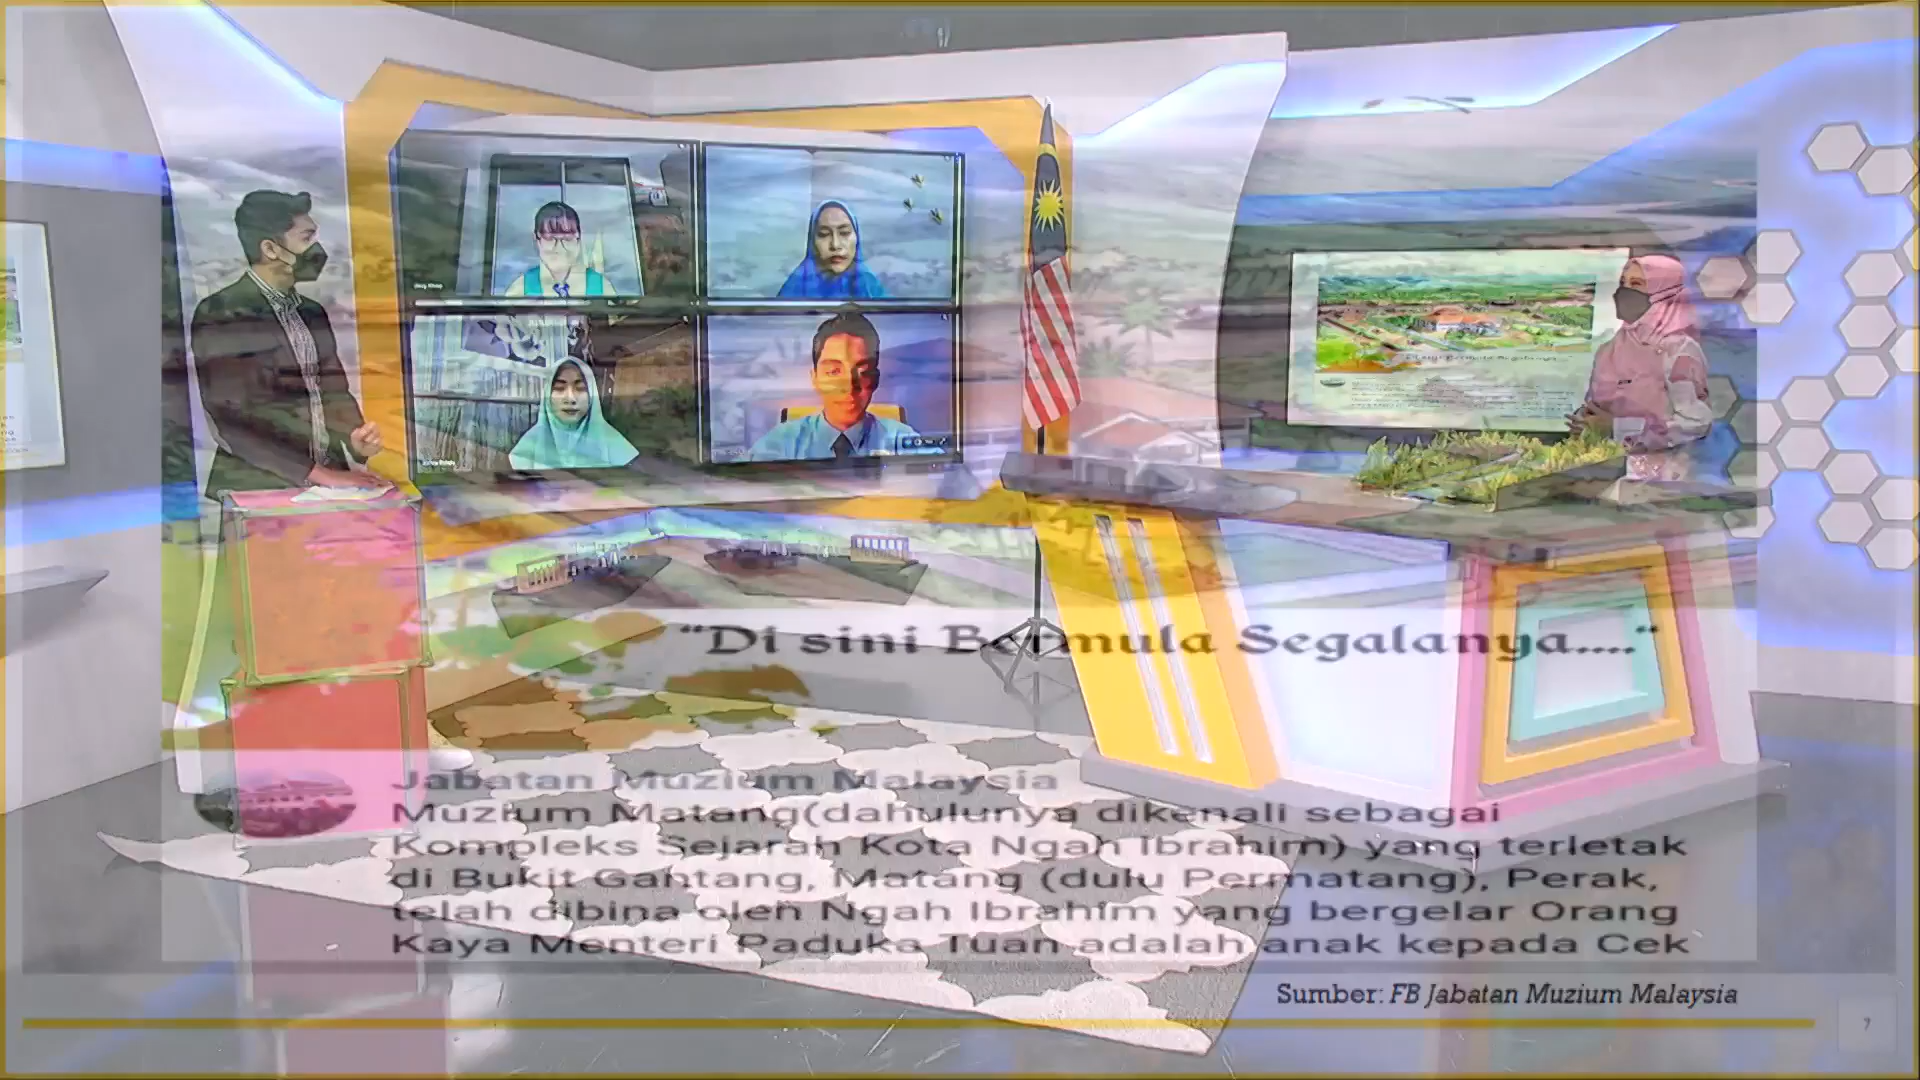 “Di sini Bermula Segalanya....“
Jabatan Muzium Malaysia
Muzium Matang(dahulunya dikenali sebagai
Kompleks Sejarah Kota Ngah Ibrahim) yang terletak
di Bukit Gantang, Matang (dulu Permatang), Perak,
telah dibina oleh Ngah Ibrahim yang bergelar Orang
Kaya Menteri Paduka Tuan adalah anak kepada Cek
Sumber: FB Jabatan Muzium Malaysia
7